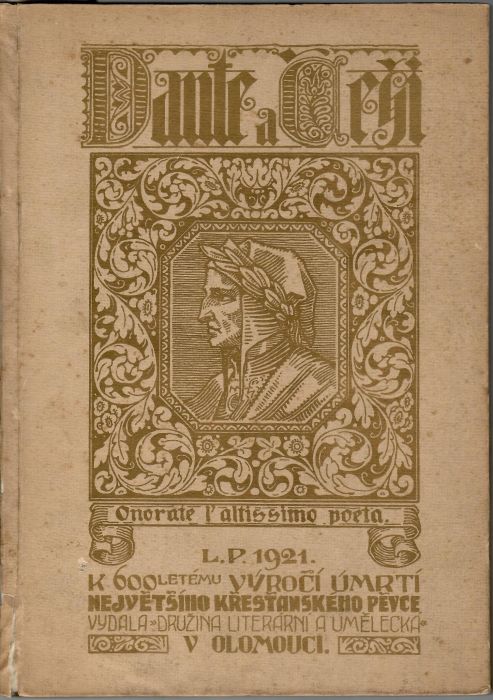 Dante a Češi
Onorate l'altissimo poeta.
L.P. 1921.
K 600LETÉMU VÝROČÍ ÚMRTÍ
NEJVĚTŠÍHO KŘESŤANSKÉHO PĚVCE
VYDALA »DRUŽINA LITERÁRNÍ A UMĚLECKÁ«
V OLOMOUCI.